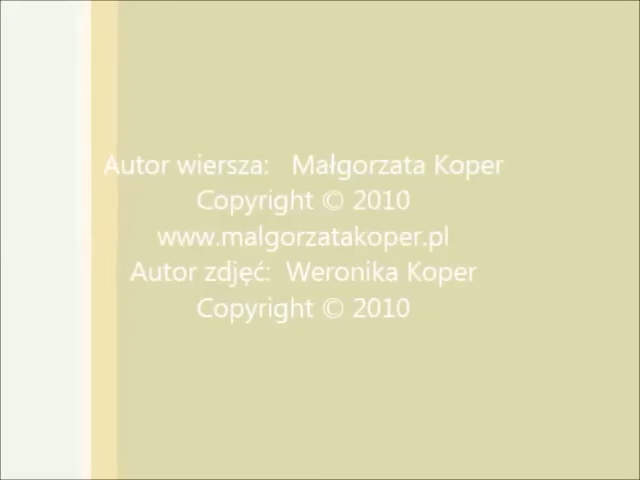 Autor wiersza: Małgorzata Koper
Copyright © 2010
www.malgorzatakoper.pl
Autor zdjęć: Weronika Koper
Copyright © 2010